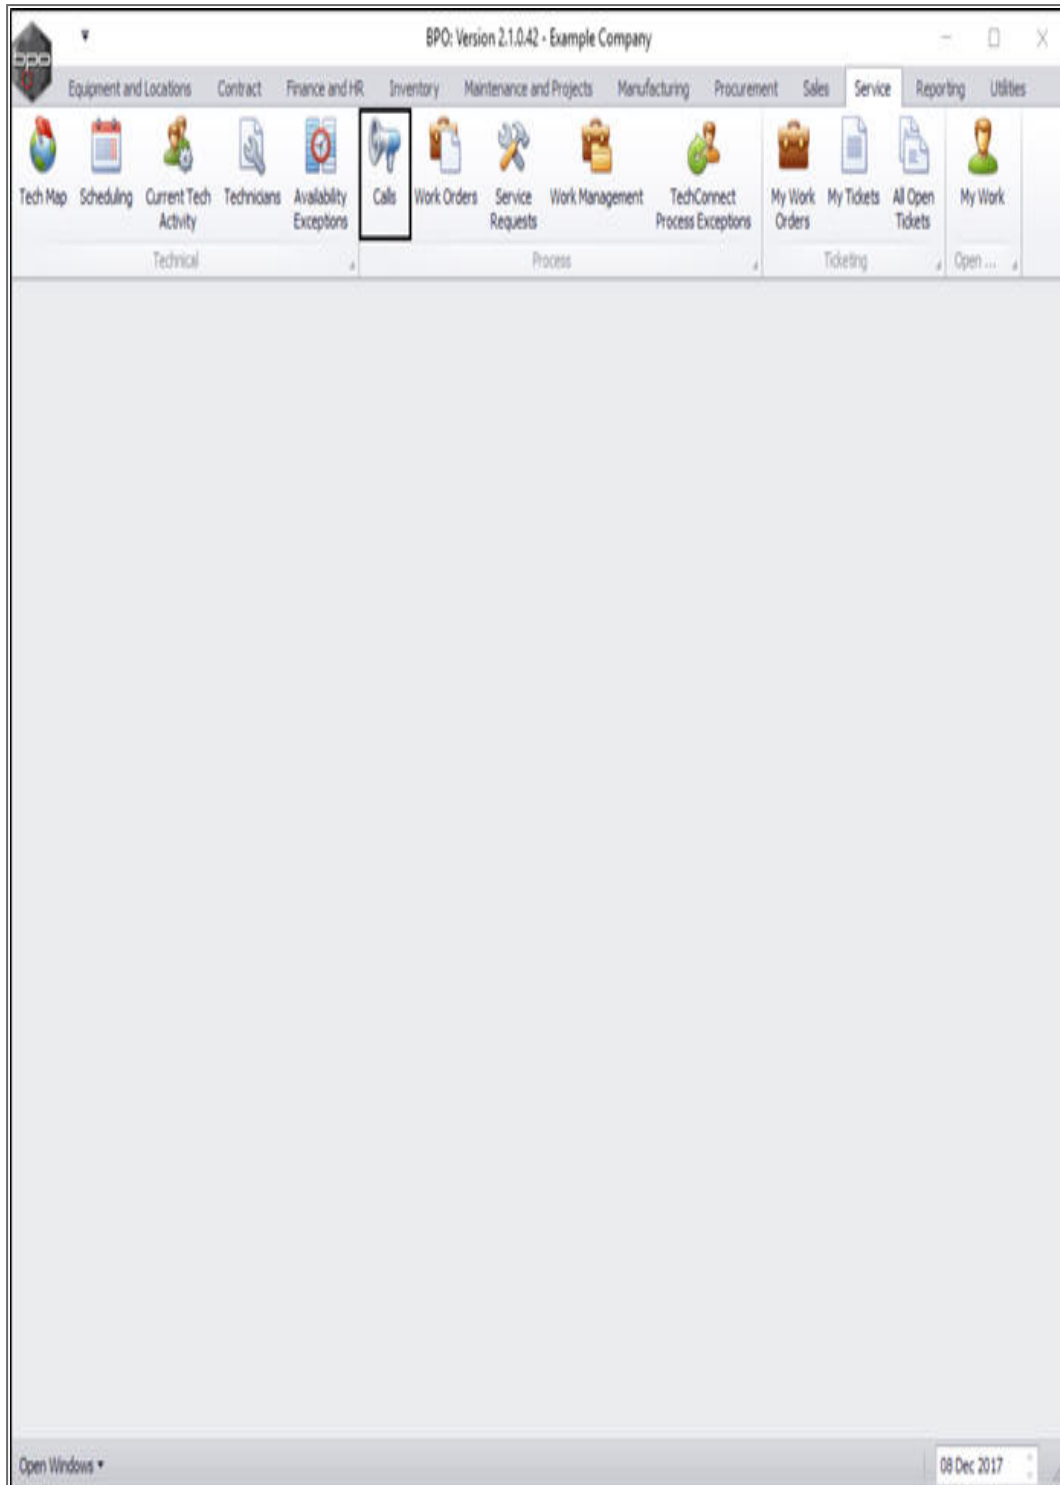 BPO: Version 2.1.0.42 - Example Company
bpo
Equipment and Locations Contract Finance and HR Inventory Maintenance and Projects Manufacturing Procurement Sales Service Reporting Utilities
Tech Map Scheduling Current Tech Technicians Availability Calls Work Orders Service Work Management TechConnect My Work My Tickets All Open My Work
Activity Exceptions Requests Process Exceptions Orders Tickets
Technical Process Ticketing Open ...
Open Windows 08 Dec 2017